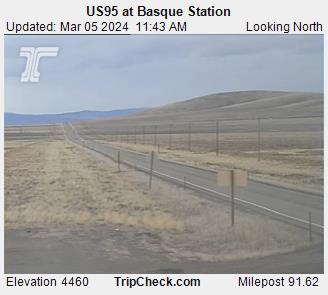 US95 at Basque Station
Updated: Mar 05 2024 11:43 AM Looking North
Elevation 4460 TripCheck.com Milepost 91.62